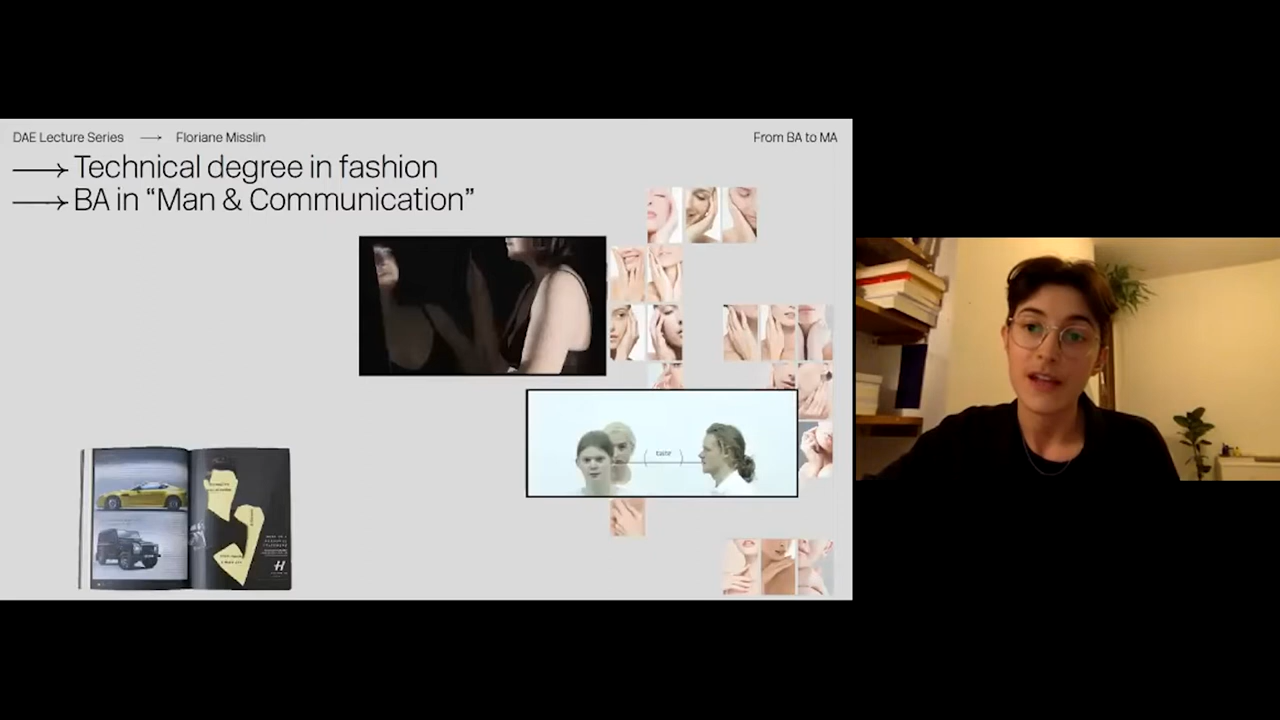 DAE Lecture Series → Floriane Misslin
From BA to MA
→ Technical degree in fashion
→ BA in “Man & Communication”
( taste )
H